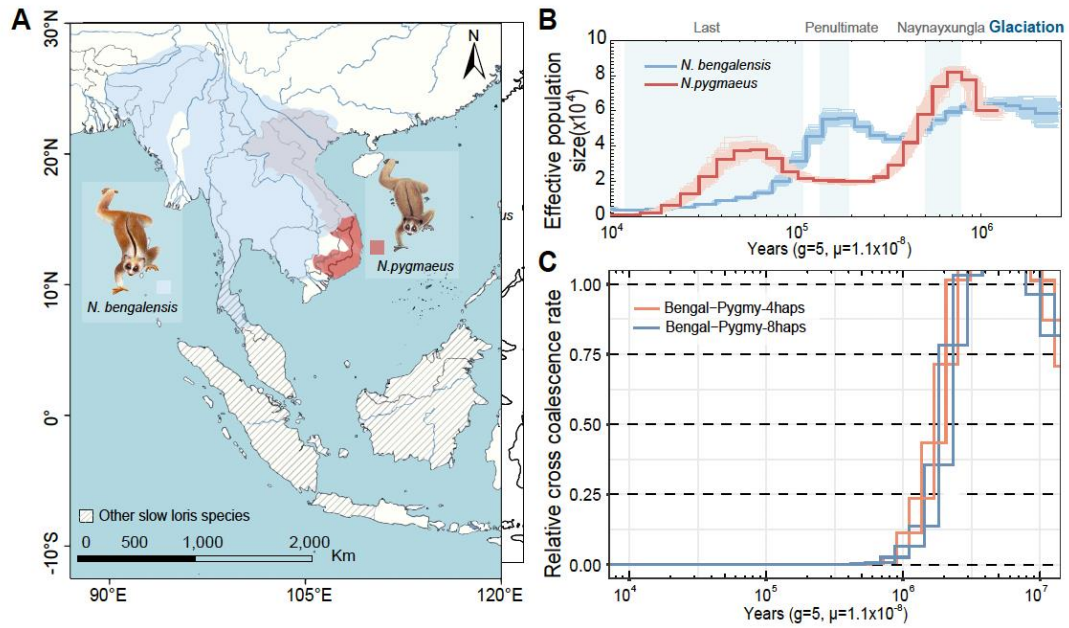 A
30°N
20°N
10°N
0°
-10°S
N
N. bengalensis
N.pygmaeus
us
Other slow loris species
0 500 1,000 2,000
Km
90°E 105°E 120°E
B
Last Penultimate Naynayxungla Glaciation
N. bengalensis
N.pygmaeus
Effective population
size(x10⁴)
10
8
6
4
2
0
10⁴ 10⁵ 10⁶
Years (g=5, μ=1.1x10⁻⁸)
C
Bengal−Pygmy-4haps
Bengal−Pygmy-8haps
Relative cross coalescence rate
1.00
0.75
0.50
0.25
0.00
10⁴ 10⁵ 10⁶ 10⁷
Years (g=5, μ=1.1x10⁻⁸)